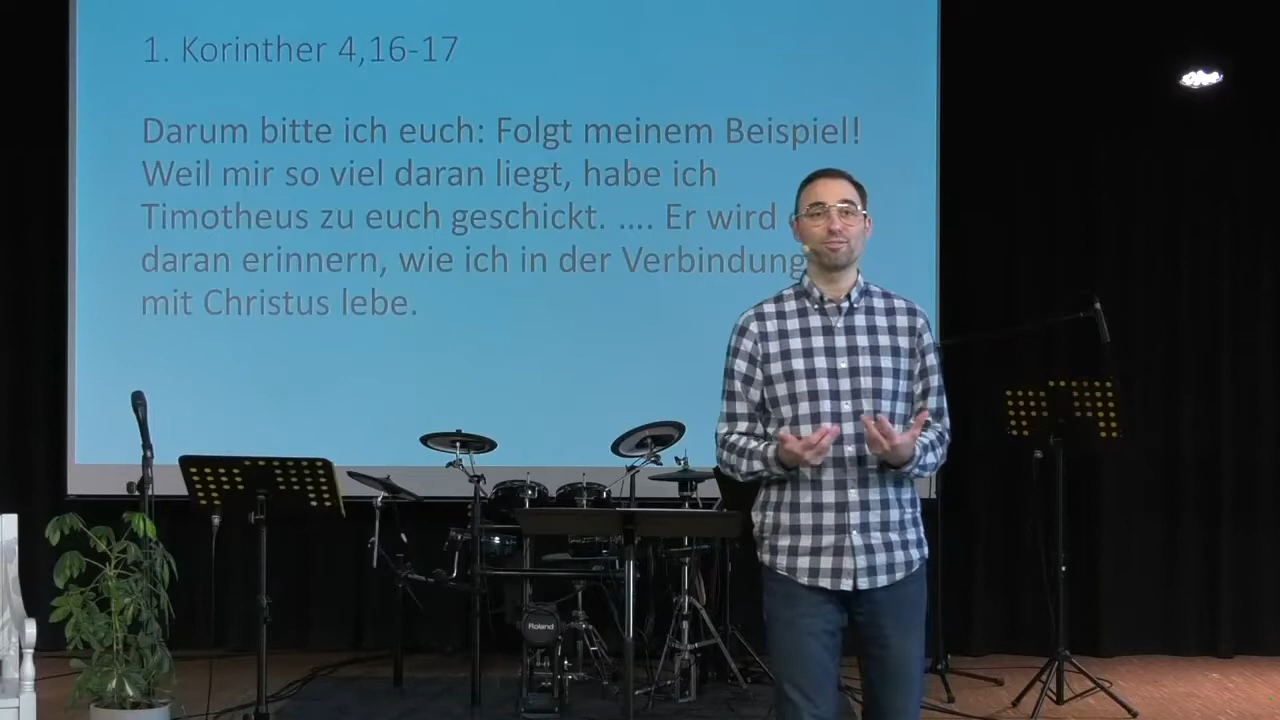 1. Korinther 4,16-17
Darum bitte ich euch: Folgt meinem Beispiel!
Weil mir so viel daran liegt, habe ich
Timotheus zu euch geschickt. .... Er wird
daran erinnern, wie ich in der Verbindung
mit Christus lebe.
Roland